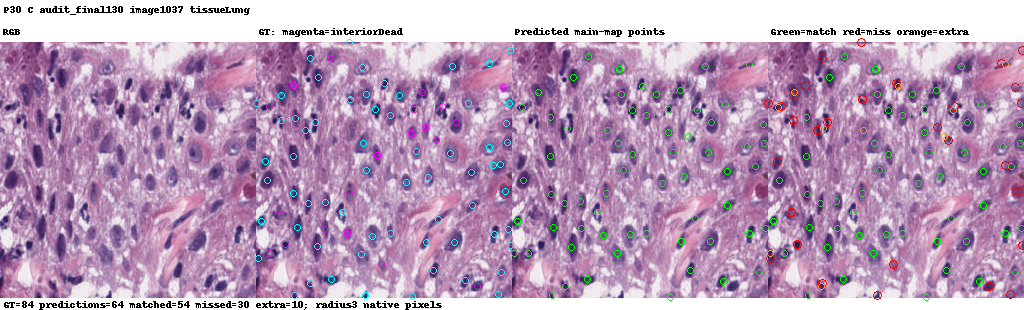 P30 C audit_final130 image1037 tissueLung
RGB
GT: magenta=interiorDead
Predicted main-map points
Green=match red=miss orange=extra
GT=84 predictions=64 matched=54 missed=30 extra=10; radius3 native pixels